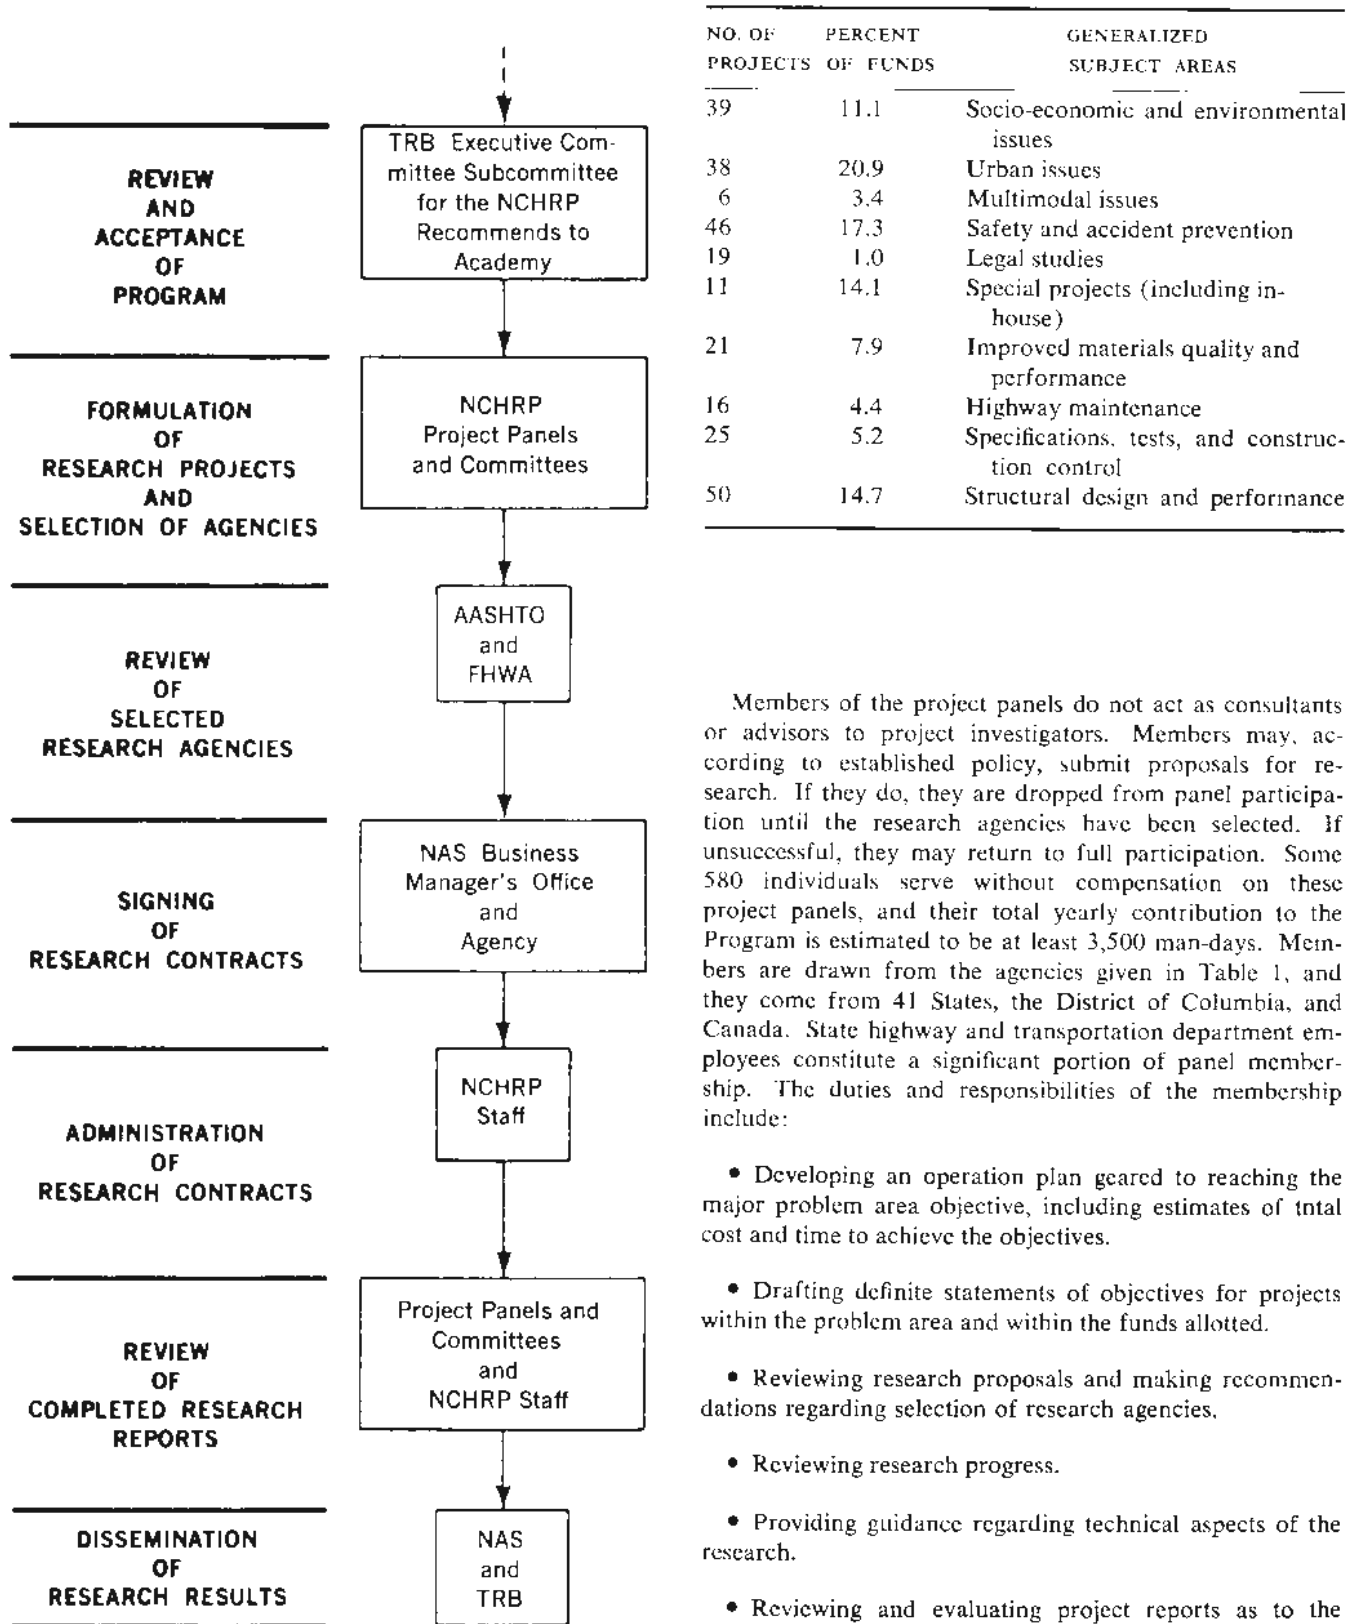 REVIEW
AND
ACCEPTANCE
OF
PROGRAM
TRB Executive Com-
mittee Subcommittee
for the NCHRP
Recommends to
Academy
FORMULATION
OF
RESEARCH PROJECTS
AND
SELECTION OF AGENCIES
NCHRP
Project Panels
and Committees
REVIEW
OF
SELECTED
RESEARCH AGENCIES
AASHTO
and
FHWA
SIGNING
OF
RESEARCH CONTRACTS
NAS Business
Manager's Office
and
Agency
ADMINISTRATION
OF
RESEARCH CONTRACTS
NCHRP
Staff
REVIEW
OF
COMPLETED RESEARCH
REPORTS
Project Panels and
Committees
and
NCHRP Staff
DISSEMINATION
OF
RESEARCH RESULTS
NAS
and
TRB
NO. OF PERCENT GENERALIZED
PROJECTS OF FUNDS SUBJECT AREAS
39 11.1 Socio-economic and environmental
issues
38 20.9 Urban issues
6 3.4 Multimodal issues
46 17.3 Safety and accident prevention
19 1.0 Legal studies
11 14.1 Special projects (including in-
house)
21 7.9 Improved materials quality and
performance
16 4.4 Highway maintenance
25 5.2 Specifications, tests, and construc-
tion control
50 14.7 Structural design and performance
Members of the project panels do not act as consultants
or advisors to project investigators. Members may, ac-
cording to established policy, submit proposals for re-
search. If they do, they are dropped from panel participa-
tion until the research agencies have been selected. If
unsuccessful, they may return to full participation. Some
580 individuals serve without compensation on these
project panels, and their total yearly contribution to the
Program is estimated to be at least 3,500 man-days. Mem-
bers are drawn from the agencies given in Table 1, and
they come from 41 States, the District of Columbia, and
Canada. State highway and transportation department em-
ployees constitute a significant portion of panel member-
ship. The duties and responsibilities of the membership
include:
• Developing an operation plan geared to reaching the
major problem area objective, including estimates of total
cost and time to achieve the objectives.
• Drafting definite statements of objectives for projects
within the problem area and within the funds allotted.
• Reviewing research proposals and making recommen-
dations regarding selection of research agencies.
• Reviewing research progress.
• Providing guidance regarding technical aspects of the
research.
• Reviewing and evaluating project reports as to the